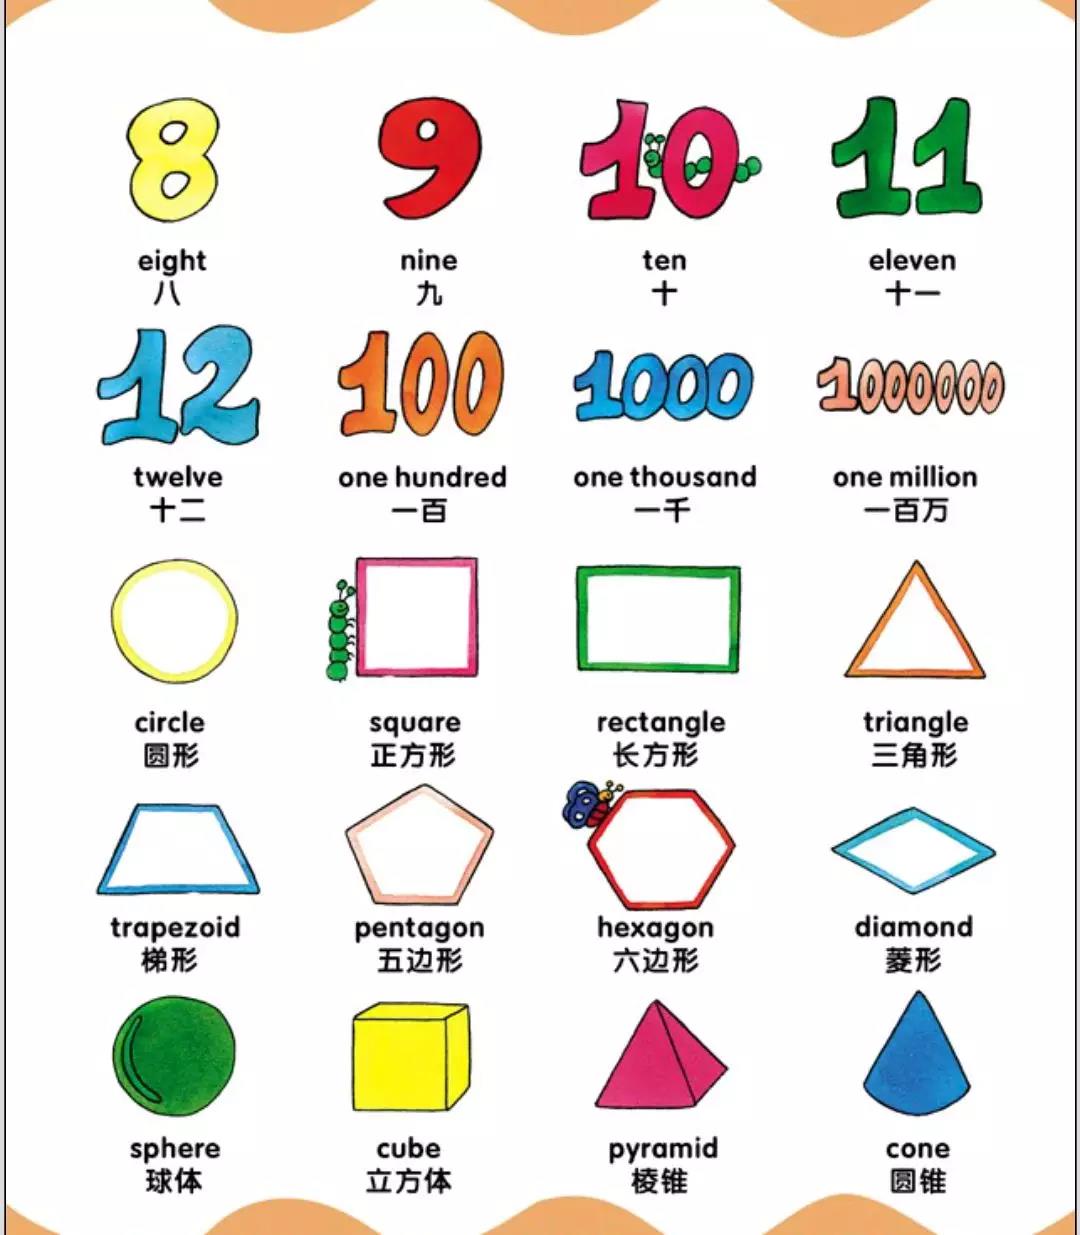 8 9 10 11
eight nine ten eleven
八 九 十 十一
12 100 1000 1000000
twelve one hundred one thousand one million
十二 一百 一千 一百万
circle square rectangle triangle
圆形 正方形 长方形 三角形
trapezoid pentagon hexagon diamond
梯形 五边形 六边形 菱形
sphere cube pyramid cone
球体 立方体 棱锥 圆锥